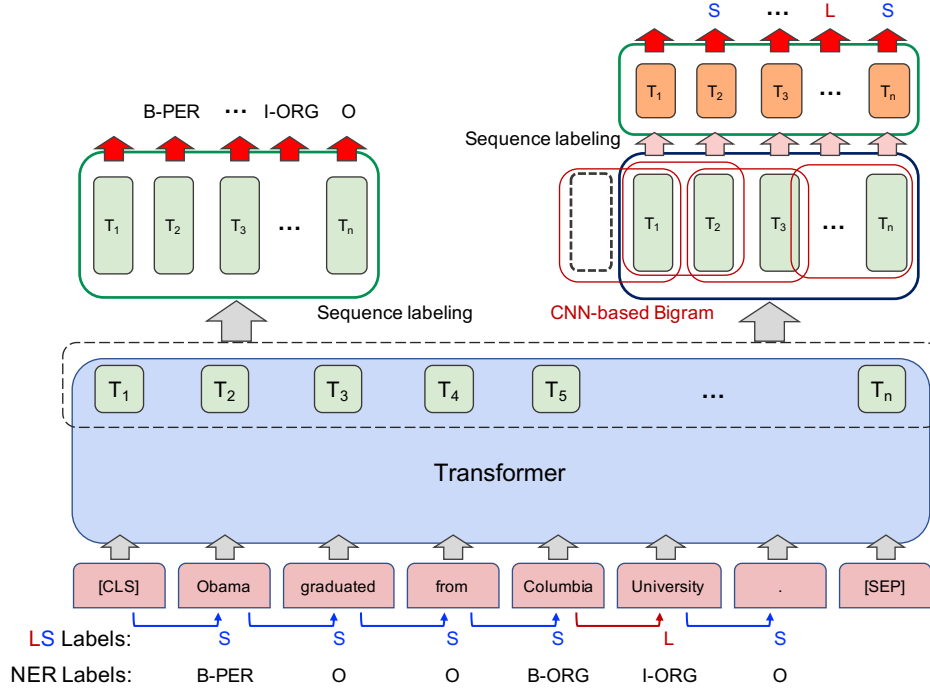 S ... L S
T1 T2 T3 ... Tn
B-PER ... I-ORG O
Sequence labeling
T1 T2 T3 ... Tn
T1 T2 T3 ... Tn
Sequence labeling
CNN-based Bigram
T1 T2 T3 T4 T5 ... Tn
Transformer
[CLS] Obama graduated from Columbia University . [SEP]
LS Labels: S S S S L S
NER Labels: B-PER O O B-ORG I-ORG O